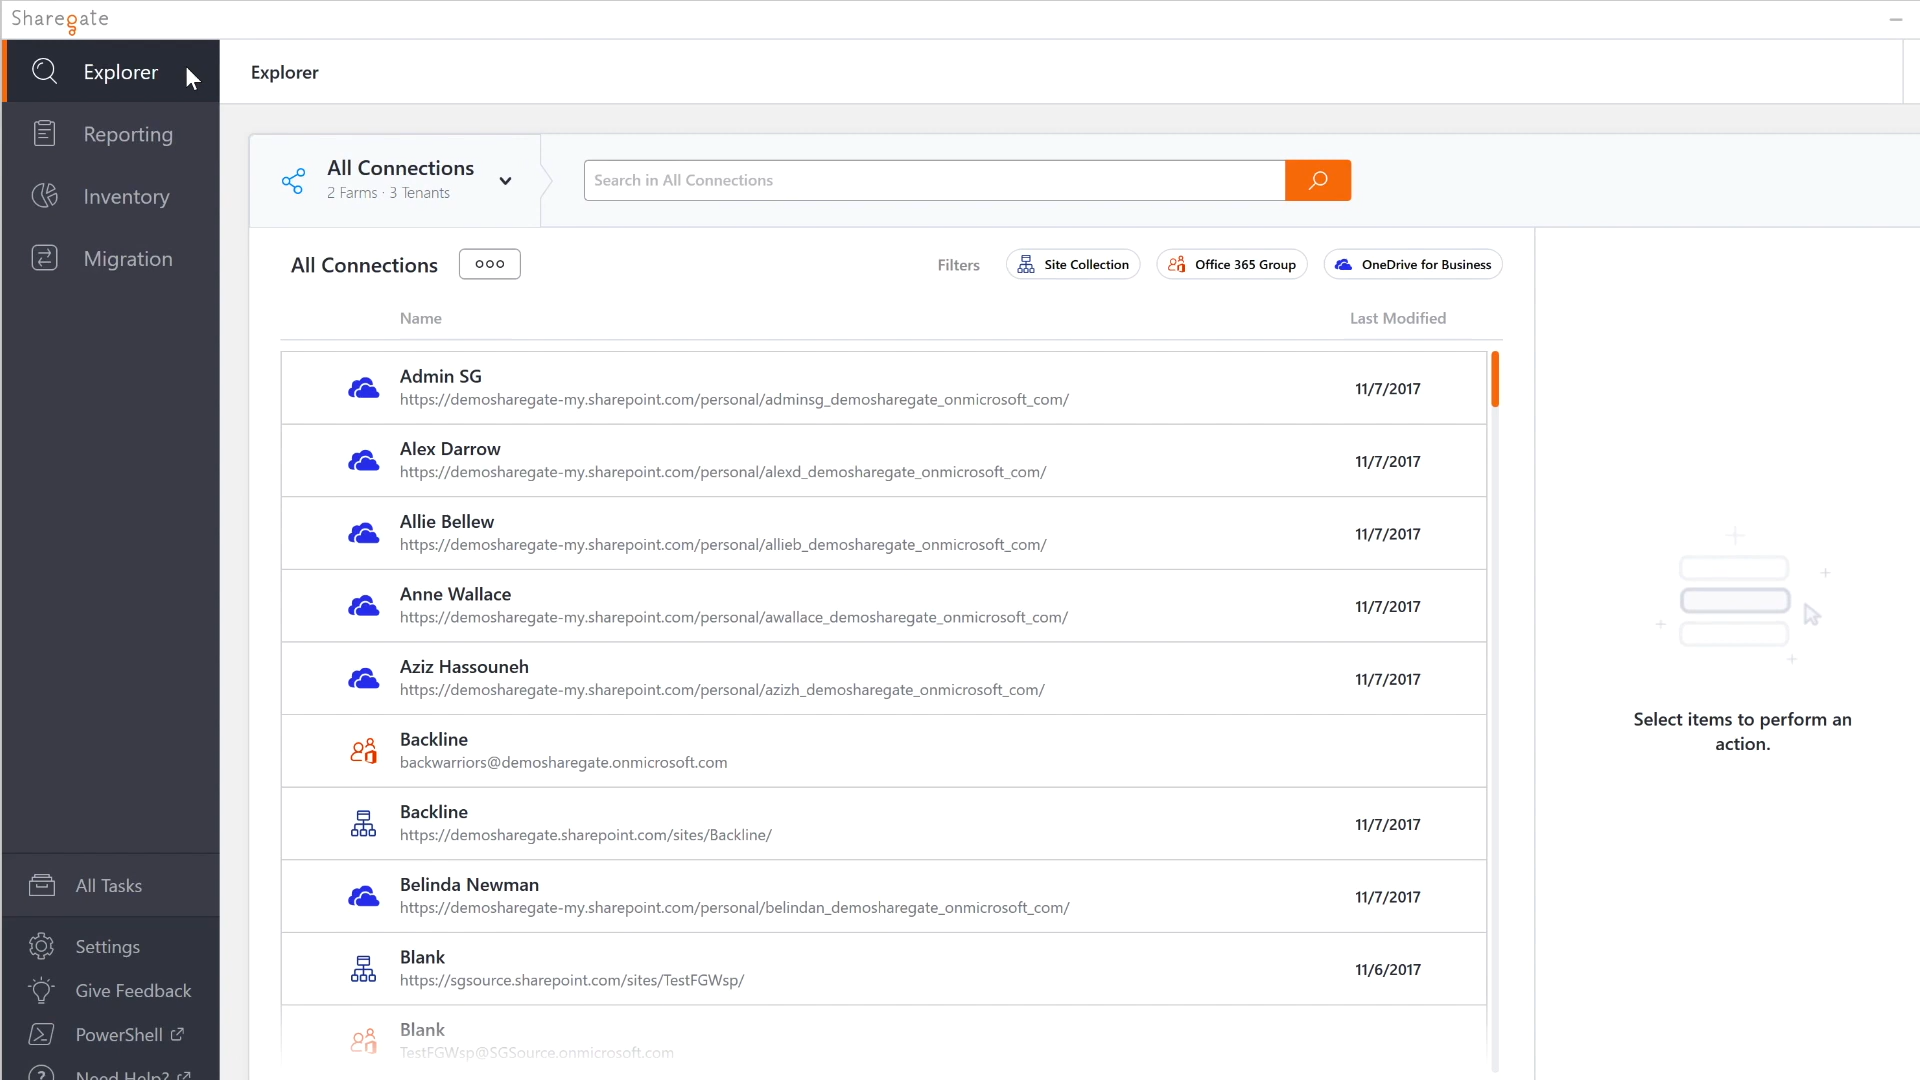 Sharegate
Explorer
Reporting
Inventory
Migration
All Tasks
Settings
Give Feedback
PowerShell
Need Help?
Explorer
All Connections
2 Farms · 3 Tenants
Search in All Connections
All Connections
Filters
Site Collection
Office 365 Group
OneDrive for Business
Name
Last Modified
Admin SG
https://demosharegate-my.sharepoint.com/personal/adminsg_demosharegate_onmicrosoft_com/
11/7/2017
Alex Darrow
https://demosharegate-my.sharepoint.com/personal/alexd_demosharegate_onmicrosoft_com/
11/7/2017
Allie Bellew
https://demosharegate-my.sharepoint.com/personal/allieb_demosharegate_onmicrosoft_com/
11/7/2017
Anne Wallace
https://demosharegate-my.sharepoint.com/personal/awallace_demosharegate_onmicrosoft_com/
11/7/2017
Aziz Hassouneh
https://demosharegate-my.sharepoint.com/personal/azizh_demosharegate_onmicrosoft_com/
11/7/2017
Backline
backwarriors@demosharegate.onmicrosoft.com
Backline
https://demosharegate.sharepoint.com/sites/Backline/
11/7/2017
Belinda Newman
https://demosharegate-my.sharepoint.com/personal/belindan_demosharegate_onmicrosoft_com/
11/7/2017
Blank
https://sgsource.sharepoint.com/sites/TestFGWsp/
11/6/2017
Blank
TestFGWsp@SGSource.onmicrosoft.com
Select items to perform an
action.